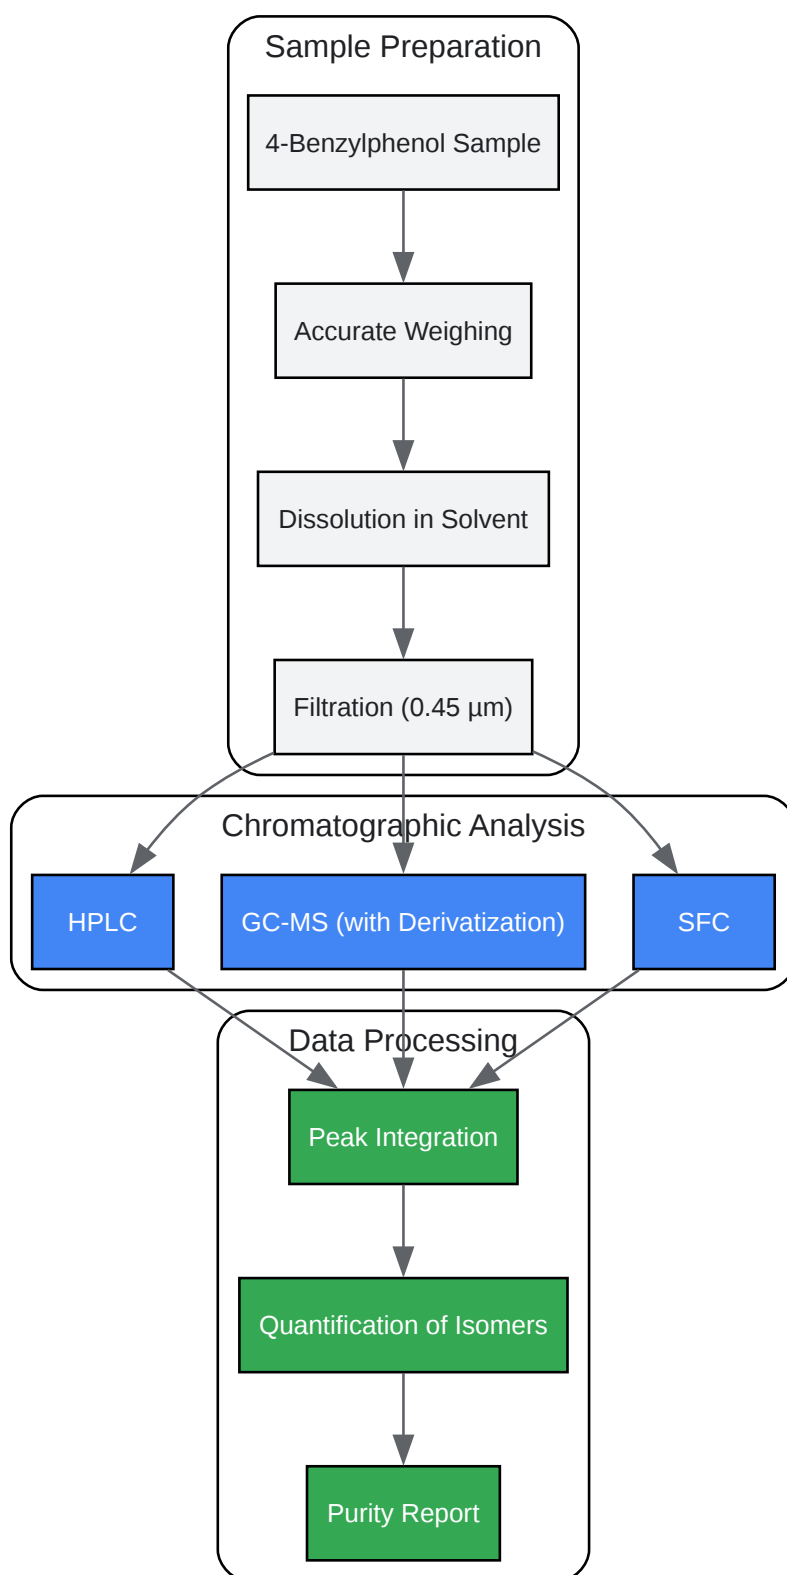 Sample Preparation
4-Benzylphenol Sample
Accurate Weighing
Dissolution in Solvent
Filtration (0.45 µm)
Chromatographic Analysis
HPLC
GC-MS (with Derivatization)
SFC
Data Processing
Peak Integration
Quantification of Isomers
Purity Report